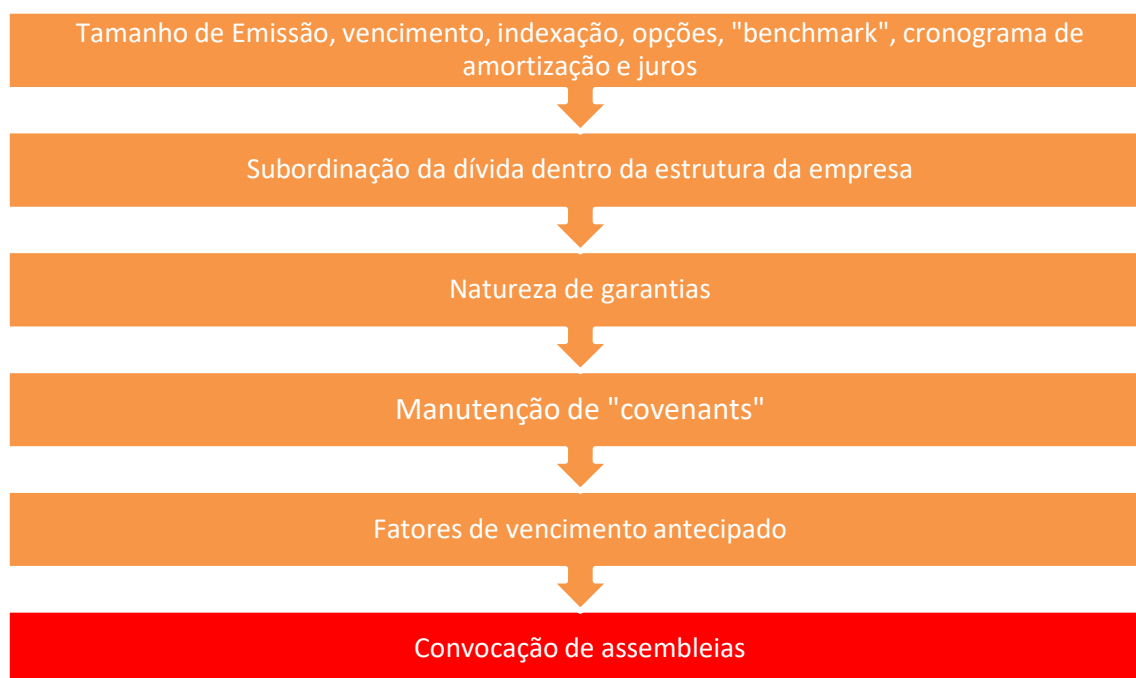 Tamanho de Emissão, vencimento, indexação, opções, "benchmark", cronograma de
amortização e juros
Subordinação da dívida dentro da estrutura da empresa
Natureza de garantias
Manutenção de "covenants"
Fatores de vencimento antecipado
Convocação de assembleias